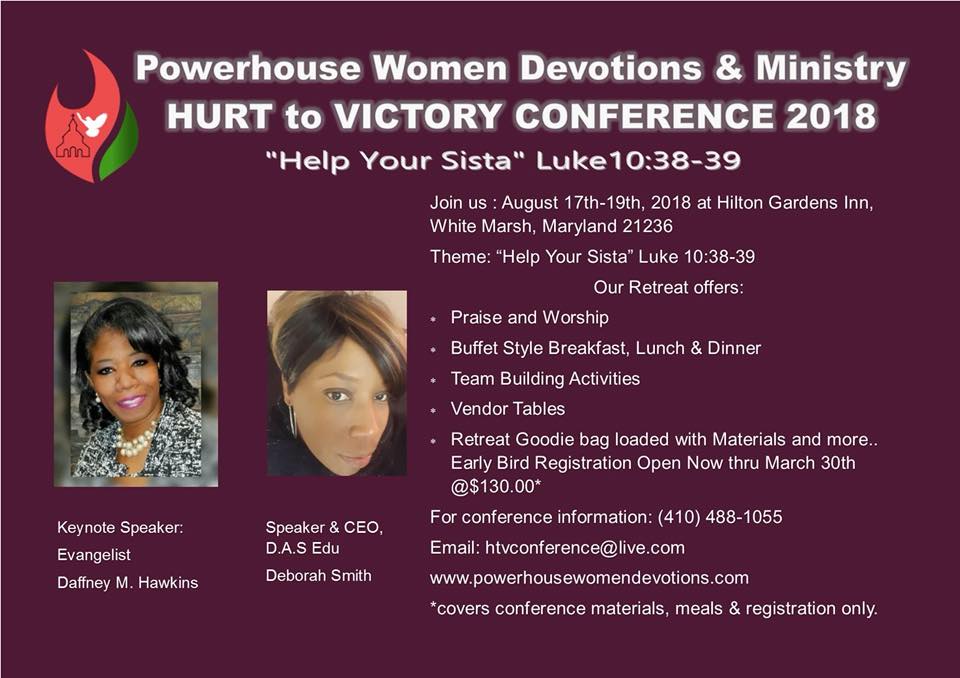 Powerhouse Women Devotions & Ministry
HURT to VICTORY CONFERENCE 2018
"Help Your Sista" Luke10:38-39
Join us : August 17th-19th, 2018 at Hilton Gardens Inn,
White Marsh, Maryland 21236
Theme: “Help Your Sista” Luke 10:38-39
Our Retreat offers:
* Praise and Worship
* Buffet Style Breakfast, Lunch & Dinner
* Team Building Activities
* Vendor Tables
* Retreat Goodie bag loaded with Materials and more..
Early Bird Registration Open Now thru March 30th
@$130.00*
For conference information: (410) 488-1055
Email: htvconference@live.com
www.powerhousewomendevotions.com
*covers conference materials, meals & registration only.
Keynote Speaker:
Evangelist
Daffney M. Hawkins
Speaker & CEO,
D.A.S Edu
Deborah Smith